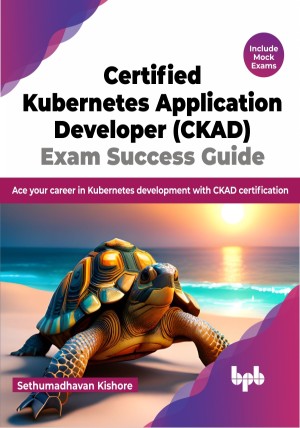 Include
Mock
Exams
Certified
Kubernetes Application
Developer (CKAD)
Exam Success Guide
Ace your career in Kubernetes development with CKAD certification
Sethumadhavan Kishore
bpb